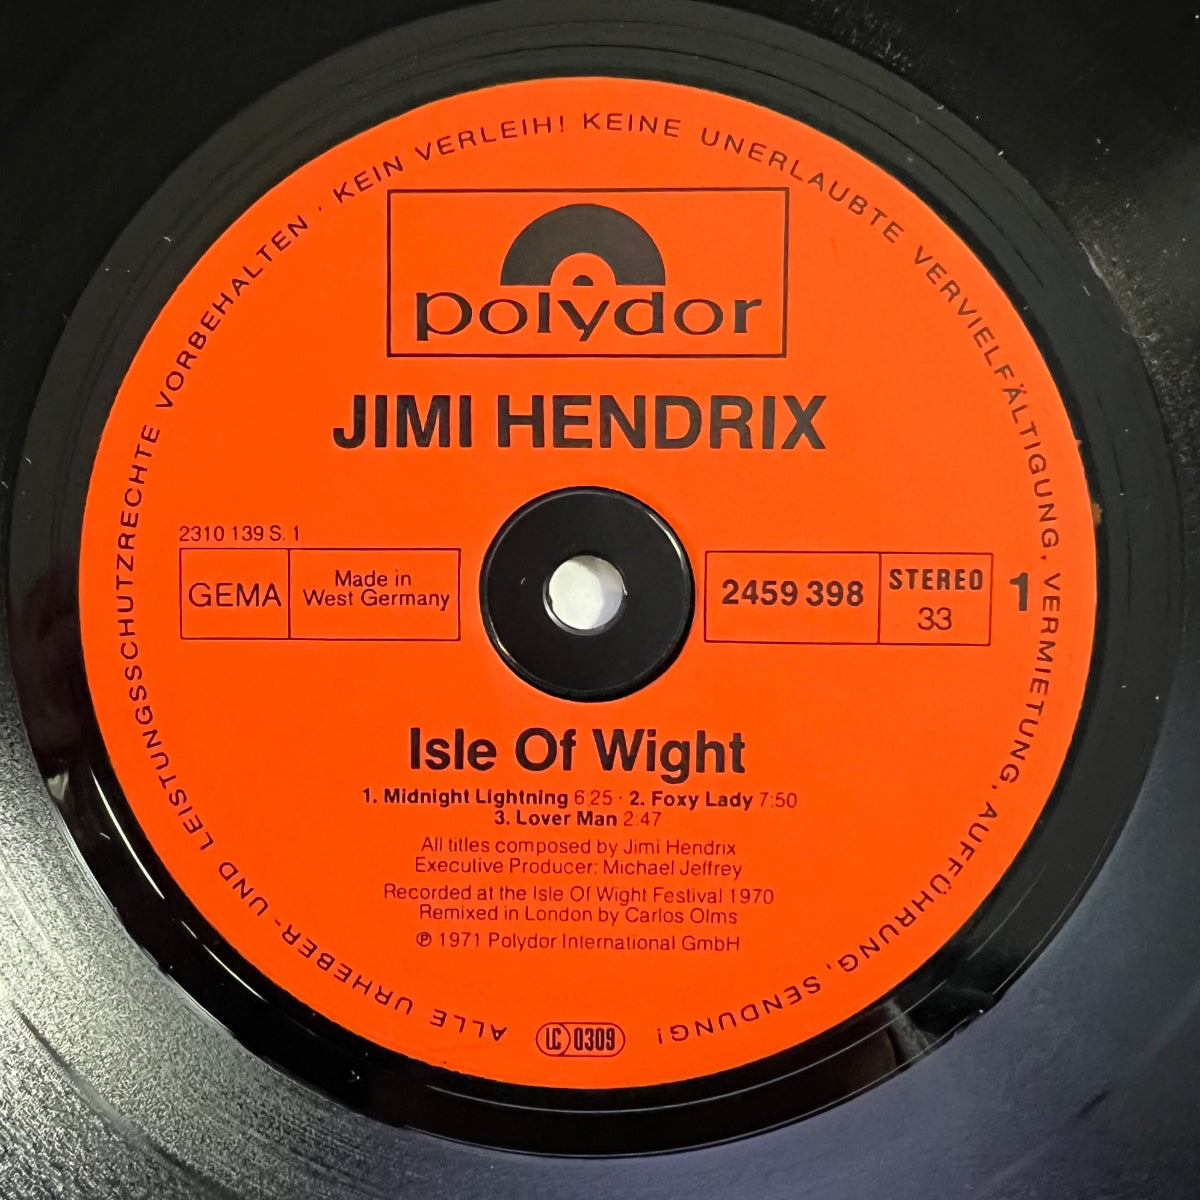 ALLE URHEBER- UND LEISTUNGSSCHUTZRECHTE VORBEHALTEN · KEIN VERLEIH! KEINE UNERLAUBTE VERVIELFÄLTIGUNG, VERMIETUNG, AUFFÜHRUNG, SENDUNG!
polydor
JIMI HENDRIX
2310 139 S. 1
GEMA
Made in
West Germany
2459 398
STEREO
33
1
Isle Of Wight
1. Midnight Lightning 6:25 · 2. Foxy Lady 7:50
3. Lover Man 2:47
All titles composed by Jimi Hendrix
Executive Producer: Michael Jeffrey
Recorded at the Isle Of Wight Festival 1970
Remixed in London by Carlos Olms
℗ 1971 Polydor International GmbH
LC 0309